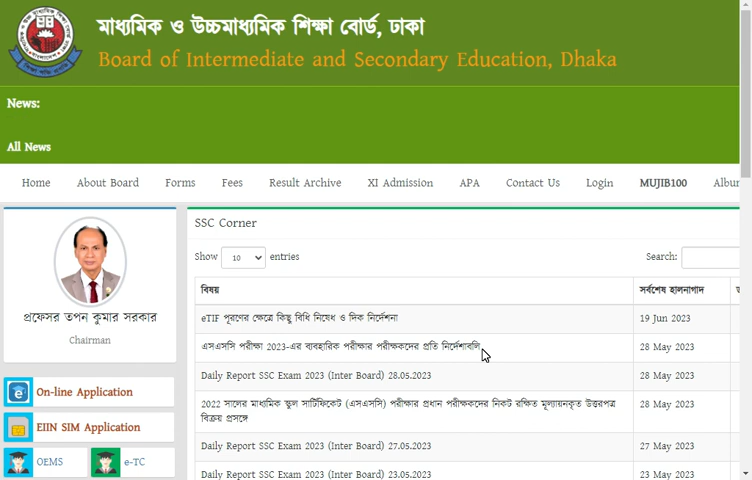 মাধ্যমিক ও উচ্চমাধ্যমিক শিক্ষা বোর্ড, ঢাকা
Board of Intermediate and Secondary Education, Dhaka
News:
All News
Home About Board Forms Fees Result Archive XI Admission APA Contact Us Login MUJIB100
প্রফেসর তপন কুমার সরকার
Chairman
On-line Application
EIIN SIM Application
OEMS e-TC
SSC Corner
Show 10 entries Search:
বিষয় সর্বশেষ হালনাগাদ
eTIF পূরণের ক্ষেত্রে কিছু বিধি নিষেধ ও দিক নির্দেশনা 19 Jun 2023
এসএসসি পরীক্ষা 2023-এর ব্যবহারিক পরীক্ষার পরীক্ষকদের প্রতি নির্দেশাবলি 28 May 2023
Daily Report SSC Exam 2023 (Inter Board) 28.05.2023 28 May 2023
2022 সালের মাধ্যমিক স্কুল সার্টিফিকেট (এসএসসি) পরীক্ষার প্রধান পরীক্ষকদের নিকট রক্ষিত মূল্যায়নকৃত উত্তরপত্র 28 May 2023
বিক্রয় প্রসঙ্গে
Daily Report SSC Exam 2023 (Inter Board) 27.05.2023 27 May 2023
Daily Report SSC Exam 2023 (Inter Board) 23.05.2023 23 May 2023